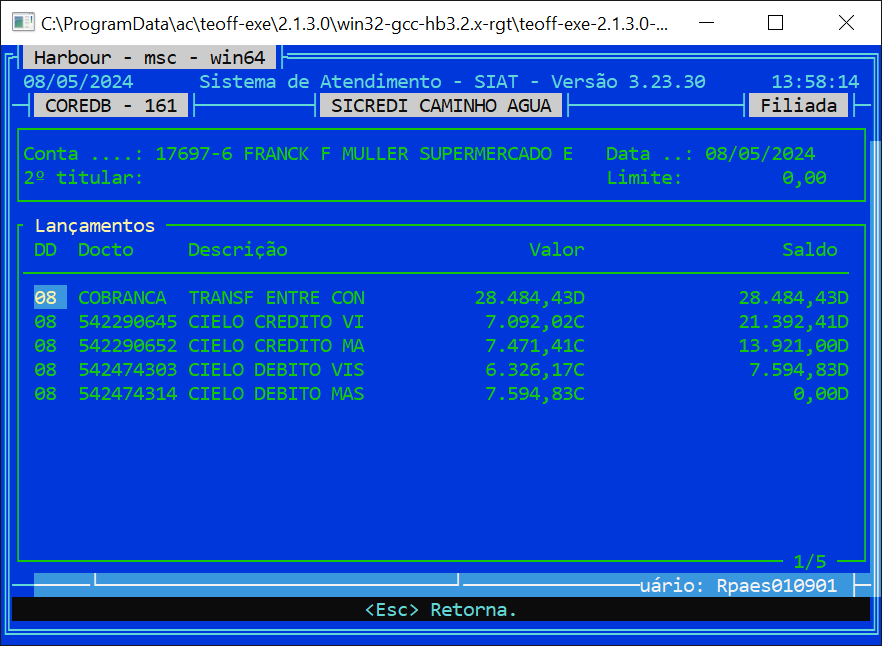 C:\ProgramData\ac\teoff-exe\2.1.3.0\win32-gcc-hb3.2.x-rgt\teoff-exe-2.1.3.0-...
Harbour - msc - win64
08/05/2024 Sistema de Atendimento - SIAT - Versão 3.23.30 13:58:14
COREDB - 161 SICREDI CAMINHO AGUA Filiada
Conta ....: 17697-6 FRANCK F MULLER SUPERMERCADO E Data ..: 08/05/2024
2º titular: Limite: 0,00
Lançamentos
DD Docto Descrição Valor Saldo
08 COBRANCA TRANSF ENTRE CON 28.484,43D 28.484,43D
08 542290645 CIELO CREDITO VI 7.092,02C 21.392,41D
08 542290652 CIELO CREDITO MA 7.471,41C 13.921,00D
08 542474303 CIELO DEBITO VIS 6.326,17C 7.594,83D
08 542474314 CIELO DEBITO MAS 7.594,83C 0,00D
1/5
uário: Rpaes010901
<Esc> Retorna.